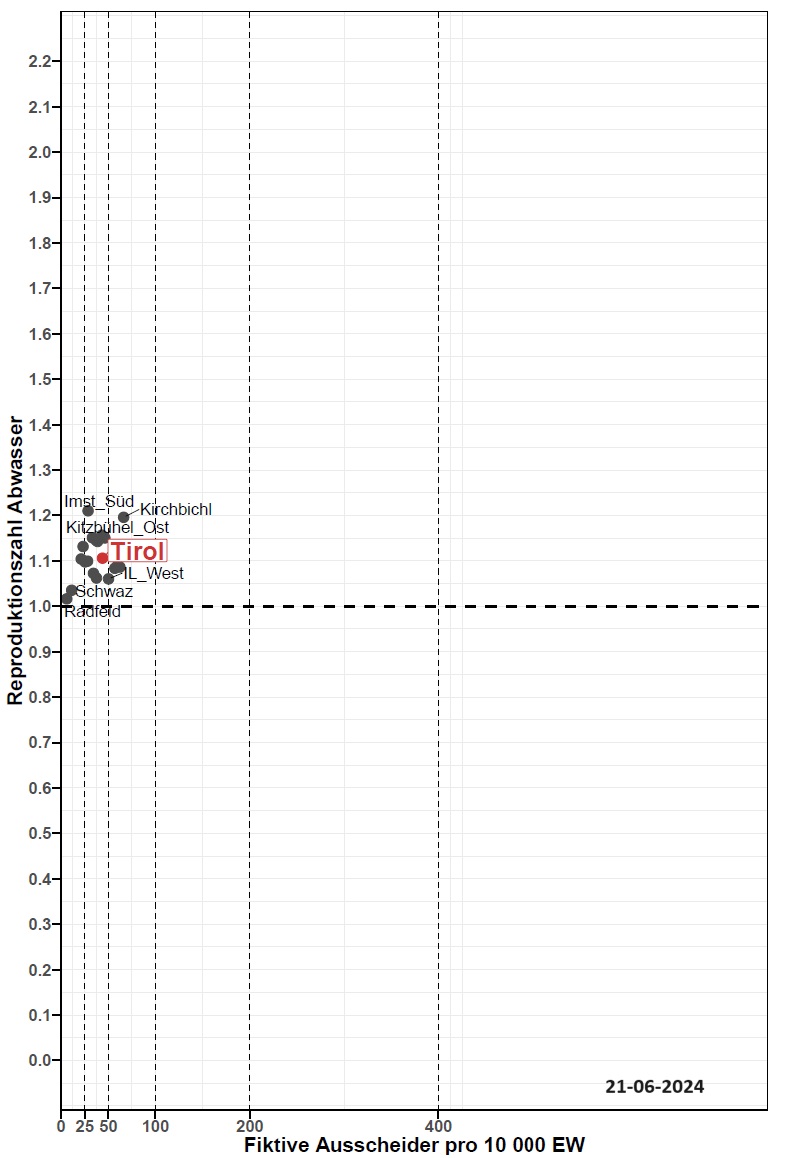 Reproduktionszahl Abwasser
2.2
2.1
2.0
1.9
1.8
1.7
1.6
1.5
1.4
1.3
1.2
1.1
1.0
0.9
0.8
0.7
0.6
0.5
0.4
0.3
0.2
0.1
0.0
Imst_Süd
Kirchbichl
Kitzbühel_Ost
Tirol
IL_West
Schwaz
Radfeld
21-06-2024
0 25 50 100 200 400
Fiktive Ausscheider pro 10 000 EW